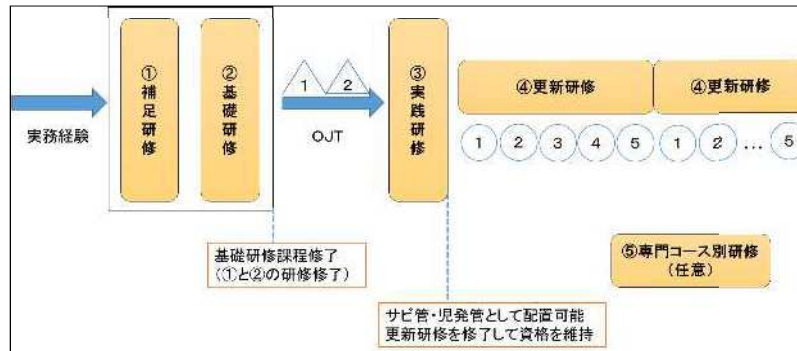 実務経験
①補足研修
②基礎研修
1
2
OJT
③実践研修
④更新研修
④更新研修
1
2
3
4
5
1
2
…
5
基礎研修課程修了
(①と②の研修修了)
⑤専門コース別研修
(任意)
サビ管・児発管として配置可能
更新研修を修了して資格を維持